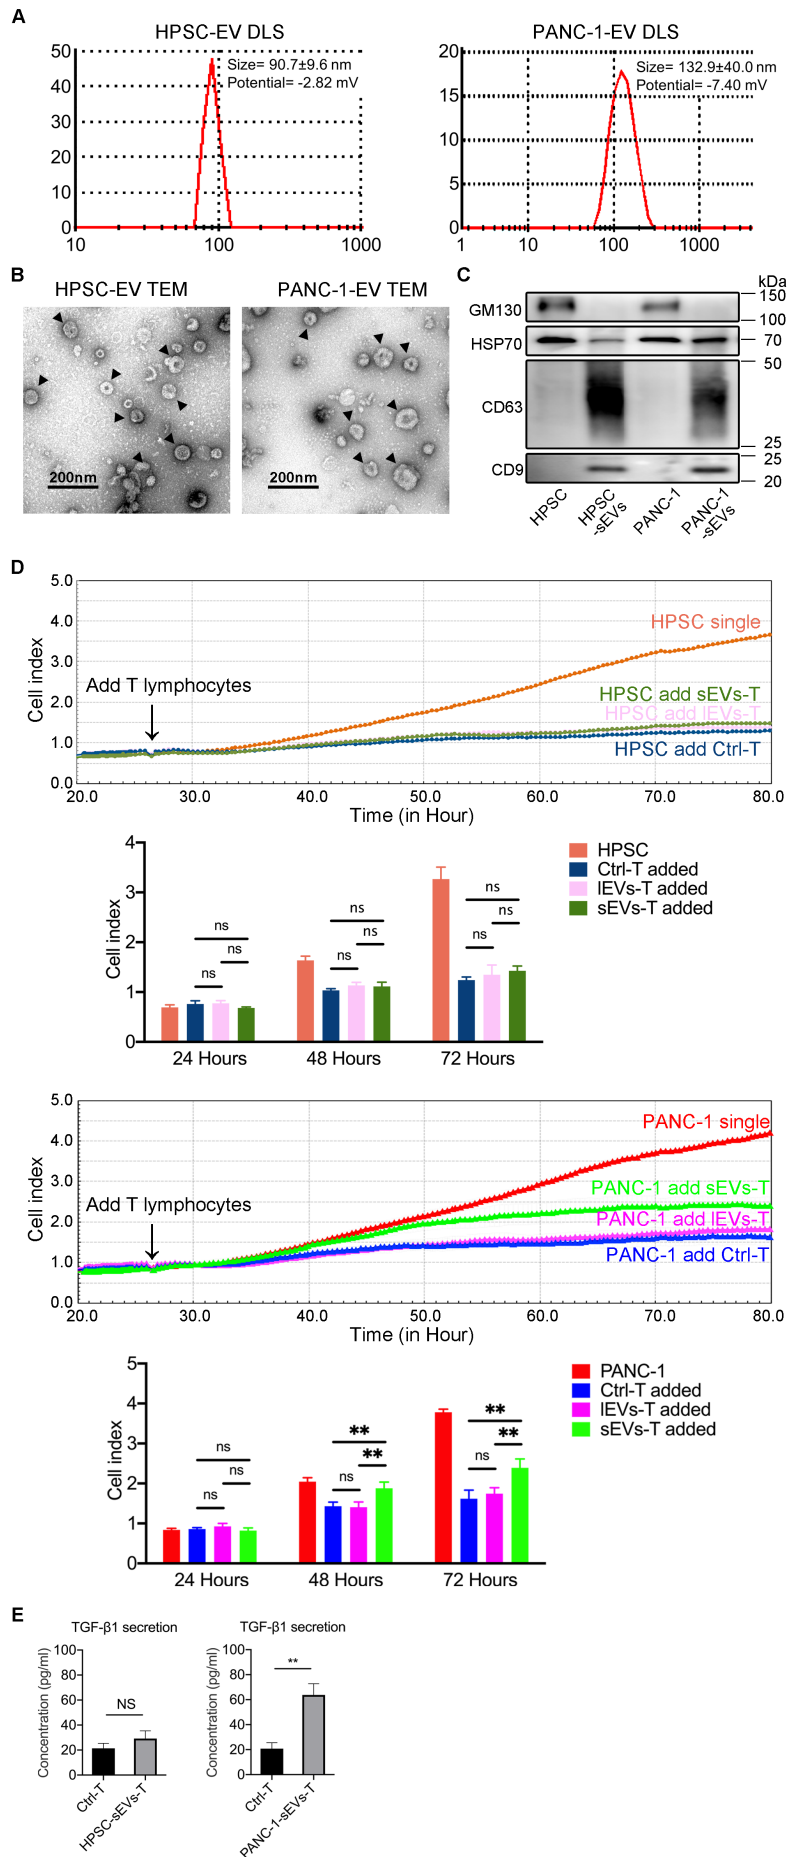 A
HPSC-EV DLS
PANC-1-EV DLS
50
40
30
20
10
0
Size= 90.7±9.6 nm
Potential= -2.82 mV
10
100
1000
20
15
10
5
0
Size= 132.9±40.0 nm
Potential= -7.40 mV
1
10
100
1000
B
HPSC-EV TEM
PANC-1-EV TEM
200nm
200nm
C
kDa
GM130
150
100
HSP70
70
CD63
50
25
CD9
25
20
HPSC
HPSC
-sEVs
PANC-1
PANC-1
-sEVs
D
5.0
4.0
3.0
2.0
1.0
0.0
Cell index
Add T lymphocytes
HPSC single
HPSC add sEVs-T
HPSC add lEVs-T
HPSC add Ctrl-T
20.0
30.0
40.0
50.0
60.0
70.0
80.0
Time (in Hour)
4
3
2
1
0
Cell index
ns
ns
ns
ns
ns
ns
ns
ns
ns
HPSC
Ctrl-T added
lEVs-T added
sEVs-T added
24 Hours
48 Hours
72 Hours
5.0
4.0
3.0
2.0
1.0
0.0
Cell index
Add T lymphocytes
PANC-1 single
PANC-1 add sEVs-T
PANC-1 add lEVs-T
PANC-1 add Ctrl-T
20.0
30.0
40.0
50.0
60.0
70.0
80.0
Time (in Hour)
5
4
3
2
1
0
Cell index
ns
ns
ns
**
**
ns
**
**
ns
PANC-1
Ctrl-T added
lEVs-T added
sEVs-T added
24 Hours
48 Hours
72 Hours
E
TGF-β1 secretion
Concentration (pg/ml)
100
80
60
40
20
0
NS
Ctrl-T
HPSC-sEVs-T
TGF-β1 secretion
Concentration (pg/ml)
100
80
60
40
20
0
**
Ctrl-T
PANC-1-sEVs-T